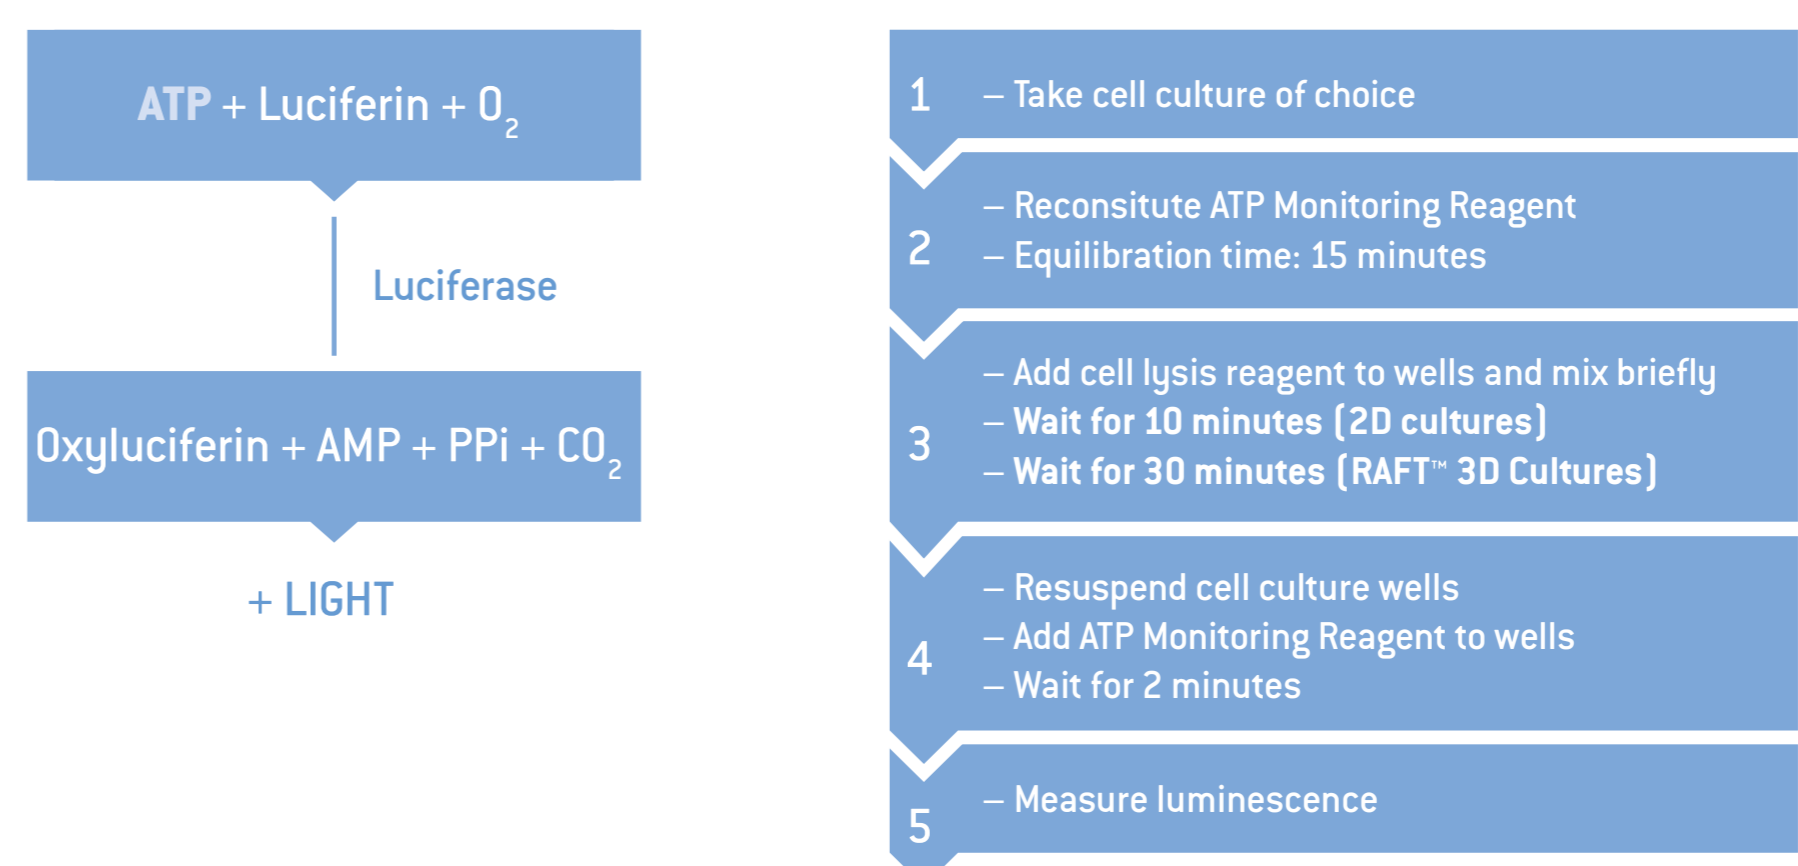 ATP + Luciferin + O₂
Luciferase
Oxyluciferin + AMP + PPi + CO₂
+ LIGHT
1
– Take cell culture of choice
2
– Reconsitute ATP Monitoring Reagent
– Equilibration time: 15 minutes
3
– Add cell lysis reagent to wells and mix briefly
– Wait for 10 minutes (2D cultures)
– Wait for 30 minutes (RAFT™ 3D Cultures)
4
– Resuspend cell culture wells
– Add ATP Monitoring Reagent to wells
– Wait for 2 minutes
5
– Measure luminescence